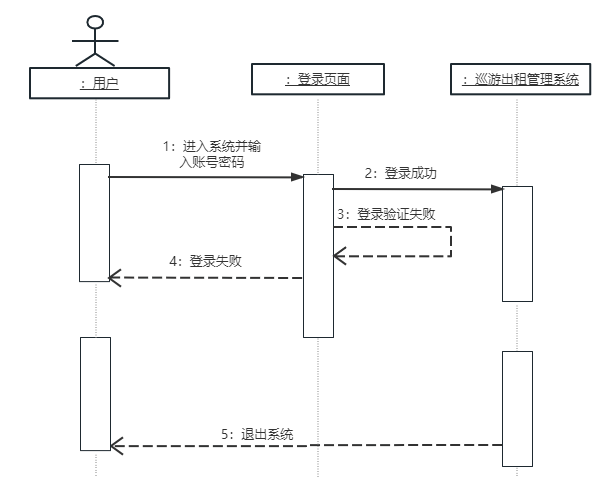 : 用户
: 登录页面
: 巡游出租管理系统
1: 进入系统并输
入账号密码
2: 登录成功
3: 登录验证失败
4: 登录失败
5: 退出系统